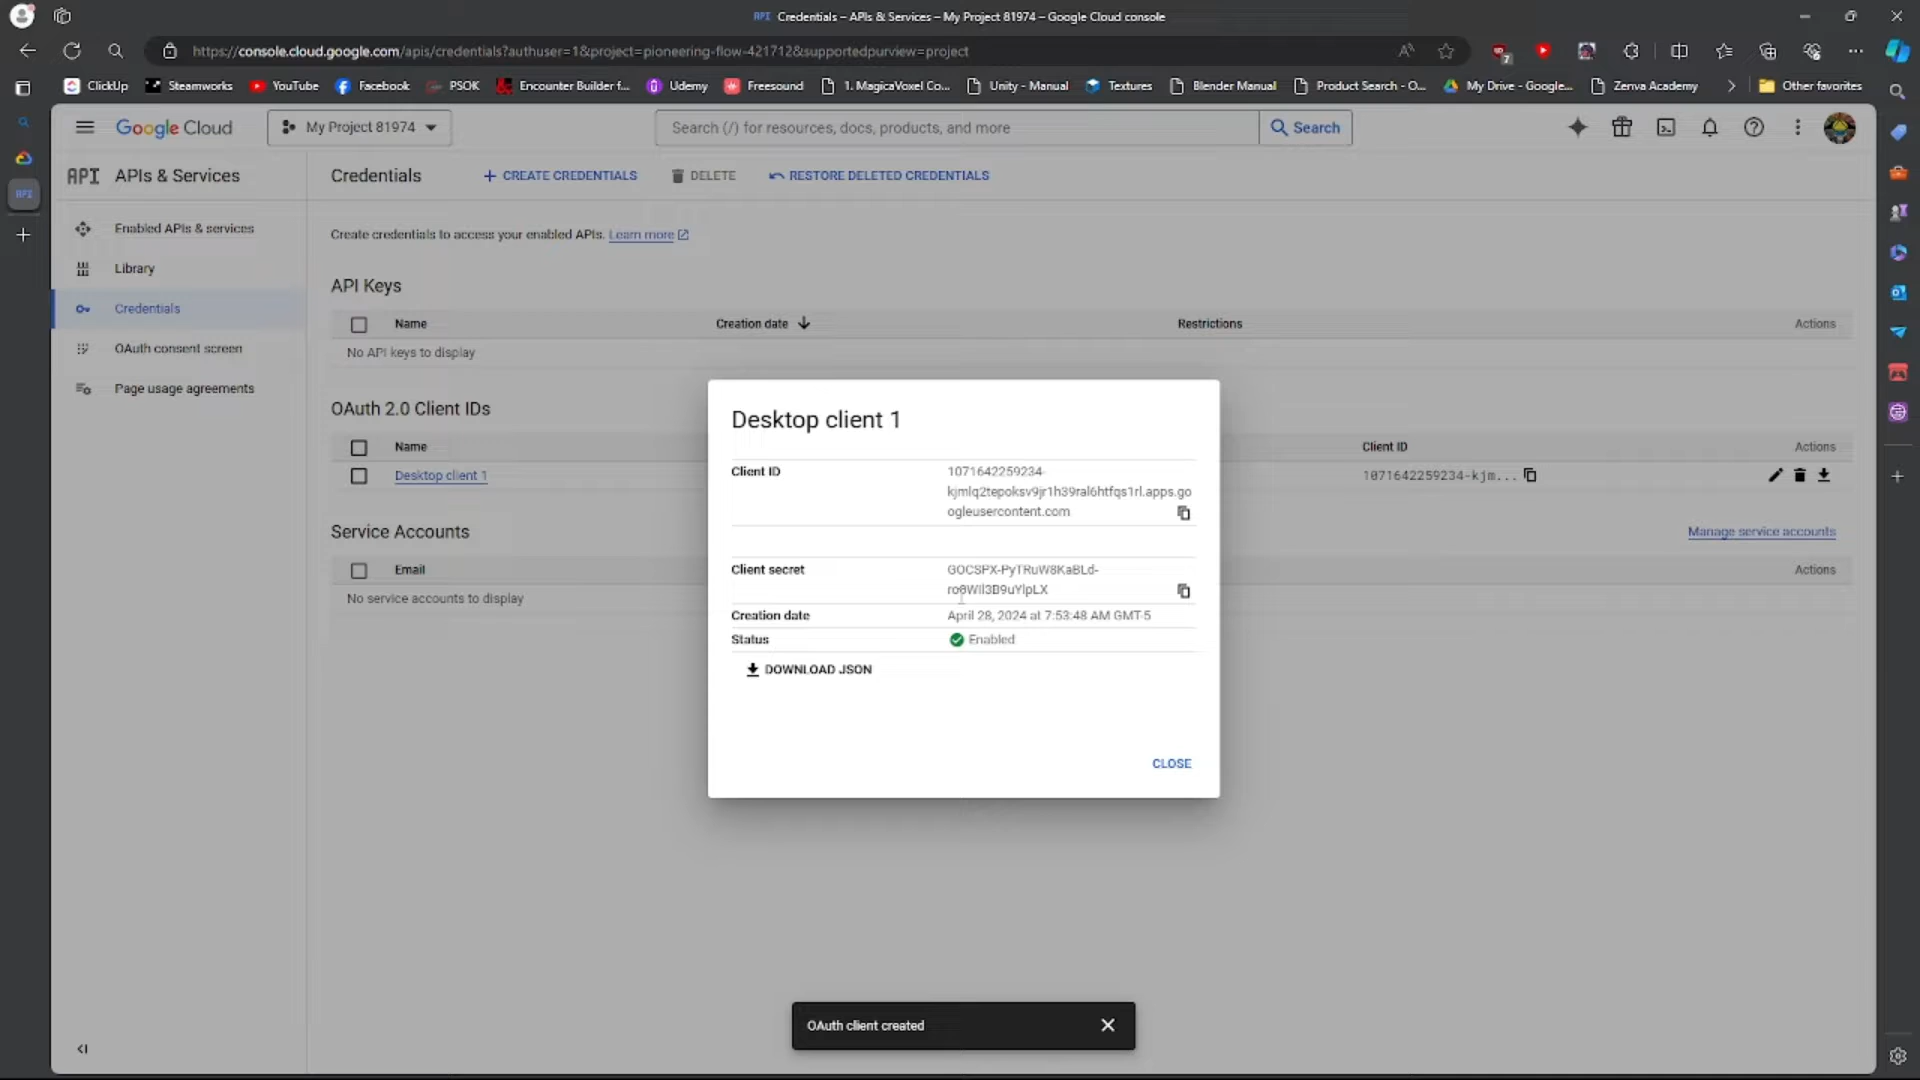 API Credentials – APIs & Services – My Project 81974 – Google Cloud console
https://console.cloud.google.com/apis/credentials?authuser=1&project=pioneering-flow-421712&supportedpurview=project
7
ClickUp Steamworks YouTube Facebook PSOK Encounter Builder f... Udemy Freesound 1. MagicaVoxel Co... Unity - Manual Textures Blender Manual Product Search - O... My Drive - Google... Zenva Academy Other favorites
Google Cloud My Project 81974 Search (/) for resources, docs, products, and more Search
API APIs & Services Credentials + CREATE CREDENTIALS DELETE RESTORE DELETED CREDENTIALS
API
Enabled APIs & services
Library
Credentials
OAuth consent screen
Page usage agreements
Create credentials to access your enabled APIs. Learn more
API Keys
Name Creation date Restrictions Actions
No API keys to display
OAuth 2.0 Client IDs
Name Client ID Actions
Desktop client 1 1071642259234-kjm...
Service Accounts Manage service accounts
Email Actions
No service accounts to display
Desktop client 1
Client ID 1071642259234-
kjmlq2tepoksv9jr1h39ral6htfqs1rl.apps.go
ogleusercontent.com
Client secret GOCSPX-PyTRuW8KaBLd-
Creation date April 28, 2024 at 7:53:48 AM GMT-5
Status Enabled
DOWNLOAD JSON
CLOSE
OAuth client created